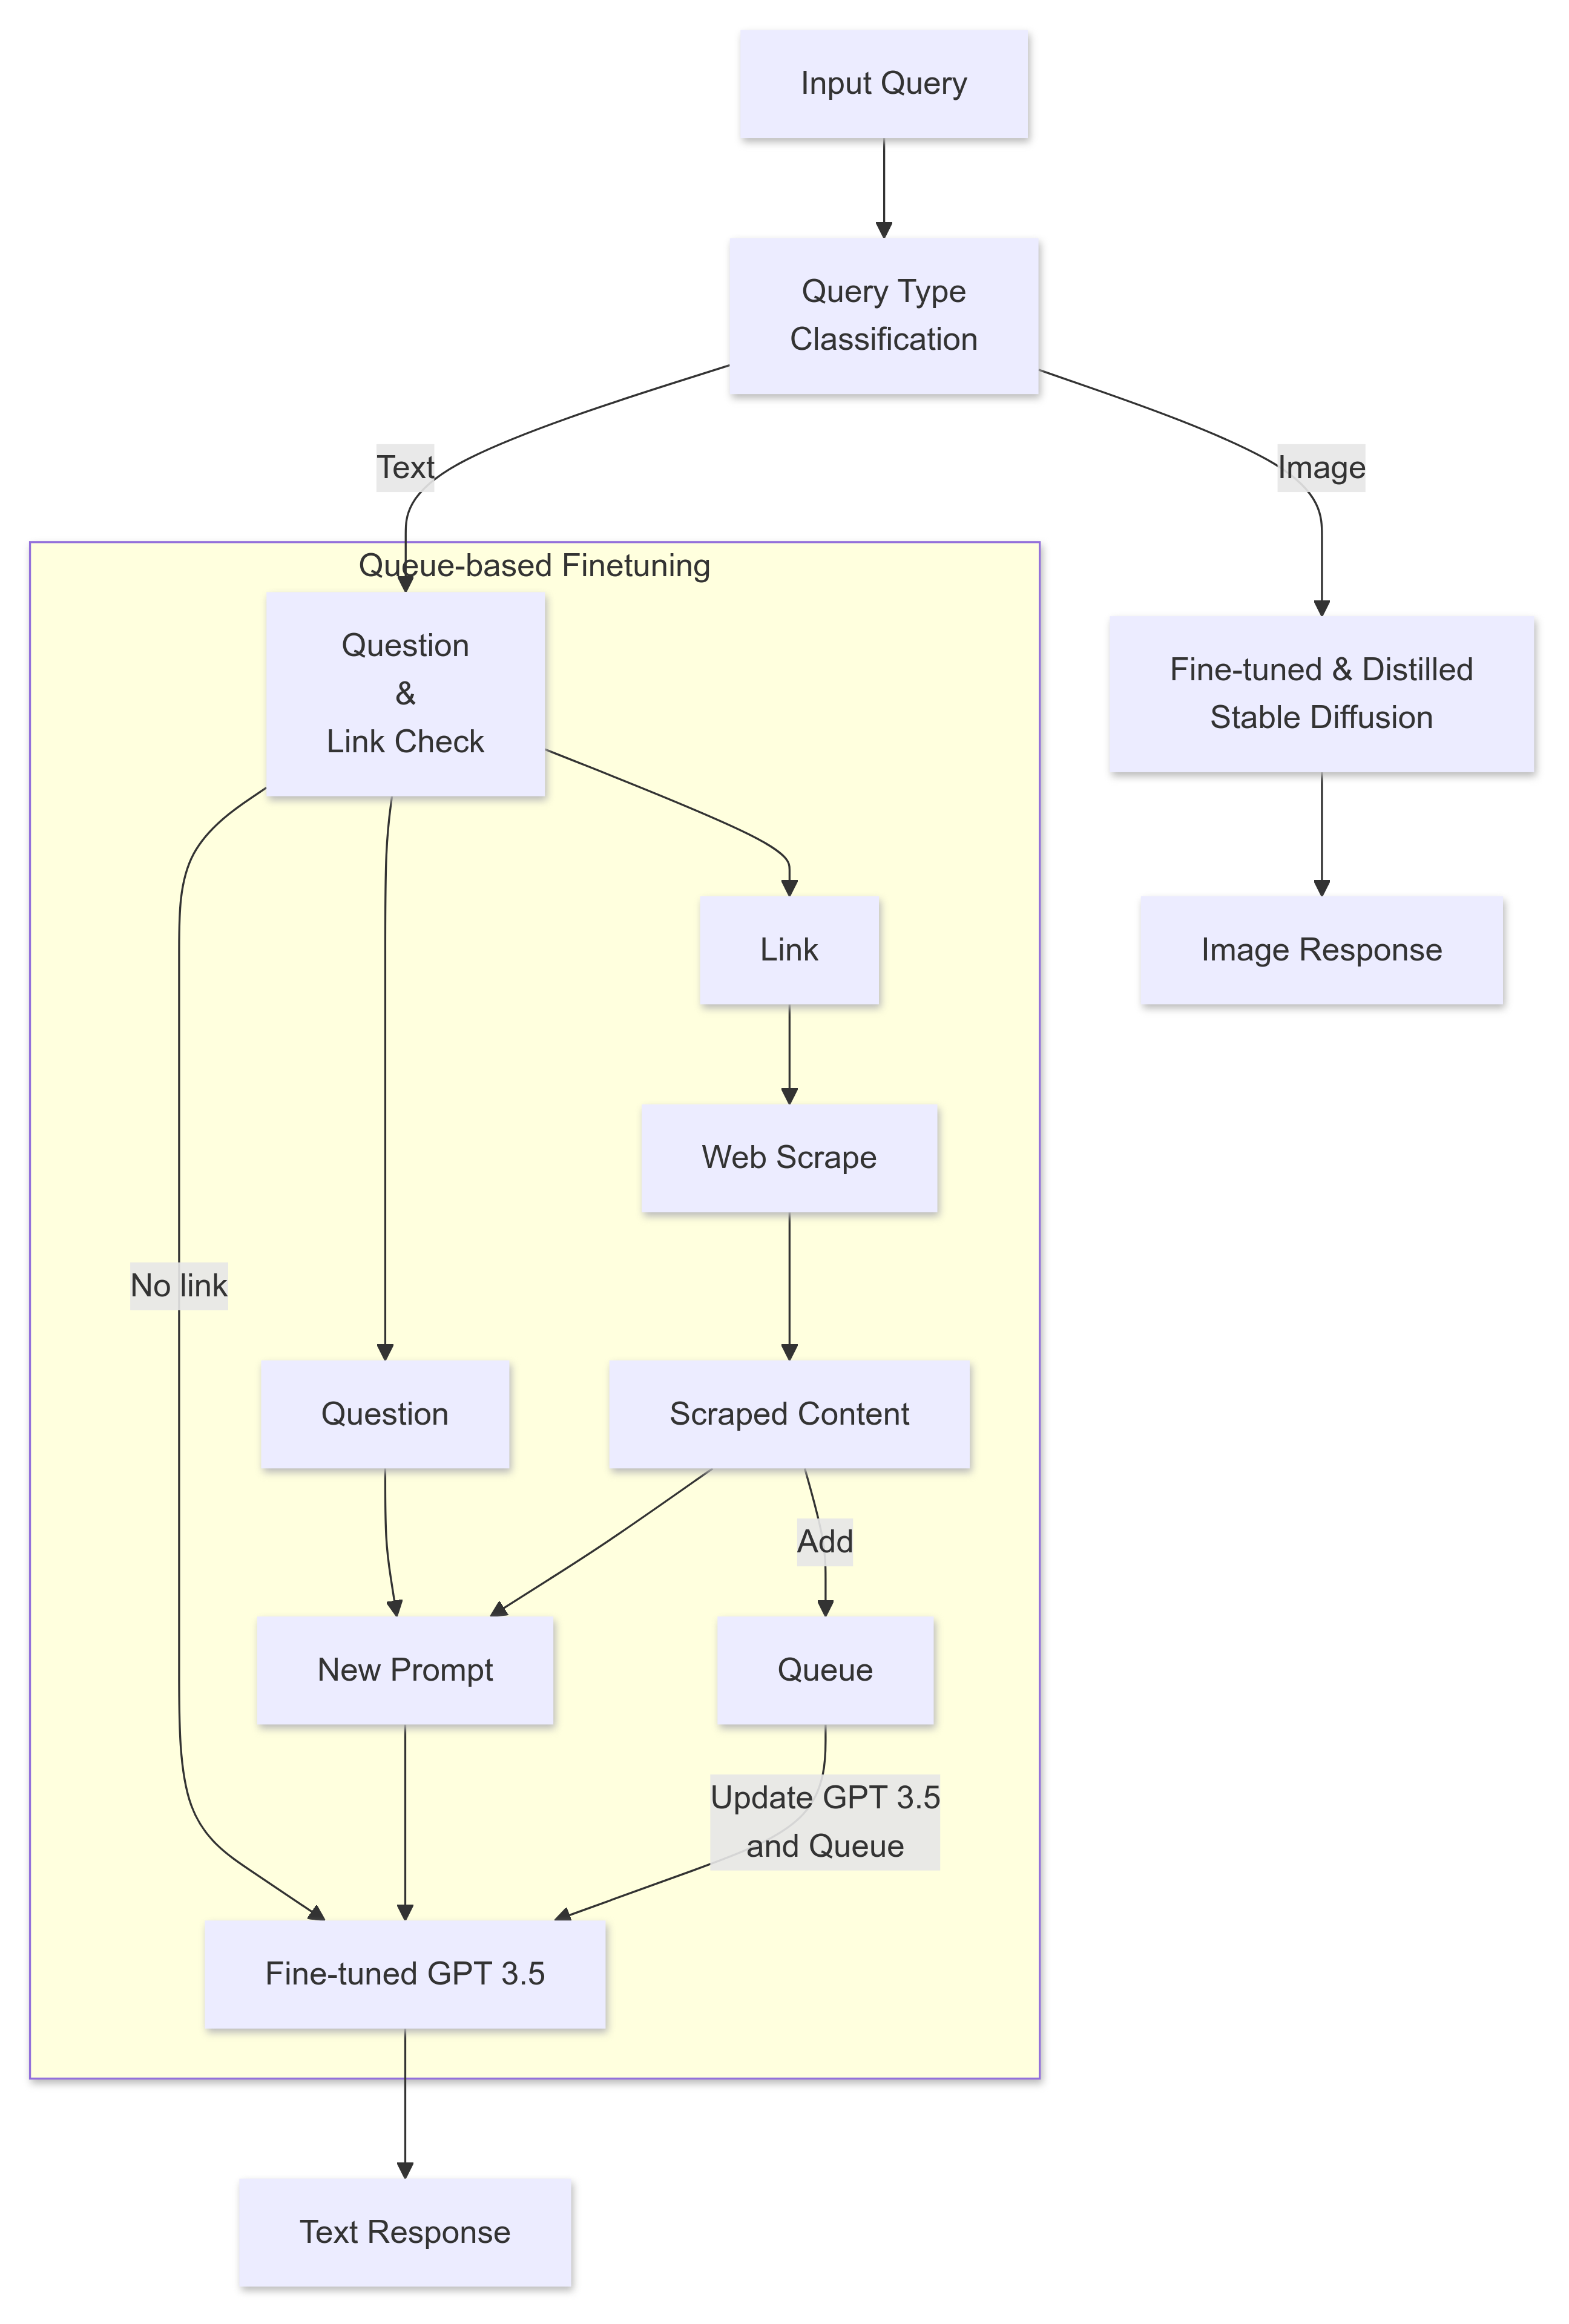 Input Query
Query Type
Classification
Text
Image
Queue-based Finetuning
Question
&
Link Check
Fine-tuned & Distilled
Stable Diffusion
Link
Image Response
Web Scrape
No link
Question
Scraped Content
Add
New Prompt
Queue
Update GPT 3.5
and Queue
Fine-tuned GPT 3.5
Text Response